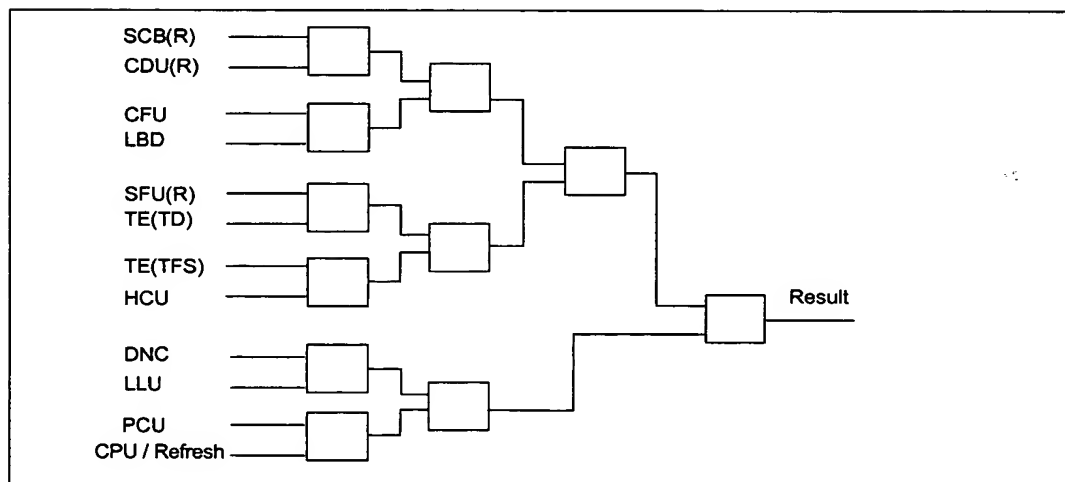 SCB(R)
CDU(R)
CFU
LBD
SFU(R)
TE(TD)
TE(TFS)
HCU
Result
DNC
LLU
PCU
CPU / Refresh